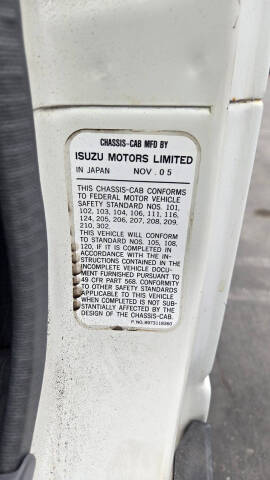 CHASSIS-CAB MFD BY
ISUZU MOTORS LIMITED
IN JAPAN NOV. 05
THIS CHASSIS-CAB CONFORMS
TO FEDERAL MOTOR VEHICLE
SAFETY STANDARD NOS. 101,
102, 103, 104, 106, 111, 116,
124, 205, 206, 207, 208, 209,
210, 302.
THIS VEHICLE WILL CONFORM
TO STANDARD NOS. 105, 108,
120, IF IT IS COMPLETED IN
ACCORDANCE WITH THE IN-
STRUCTIONS CONTAINED IN THE
INCOMPLETE VEHICLE DOCU-
MENT FURNISHED PURSUANT TO
49 CFR PART 568. CONFORMITY
TO OTHER SAFETY STANDARDS
APPLICABLE TO THIS VEHICLE
WHEN COMPLETED IS NOT SUB-
STANTIALLY AFFECTED BY THE
DESIGN OF THE CHASSIS-CAB.